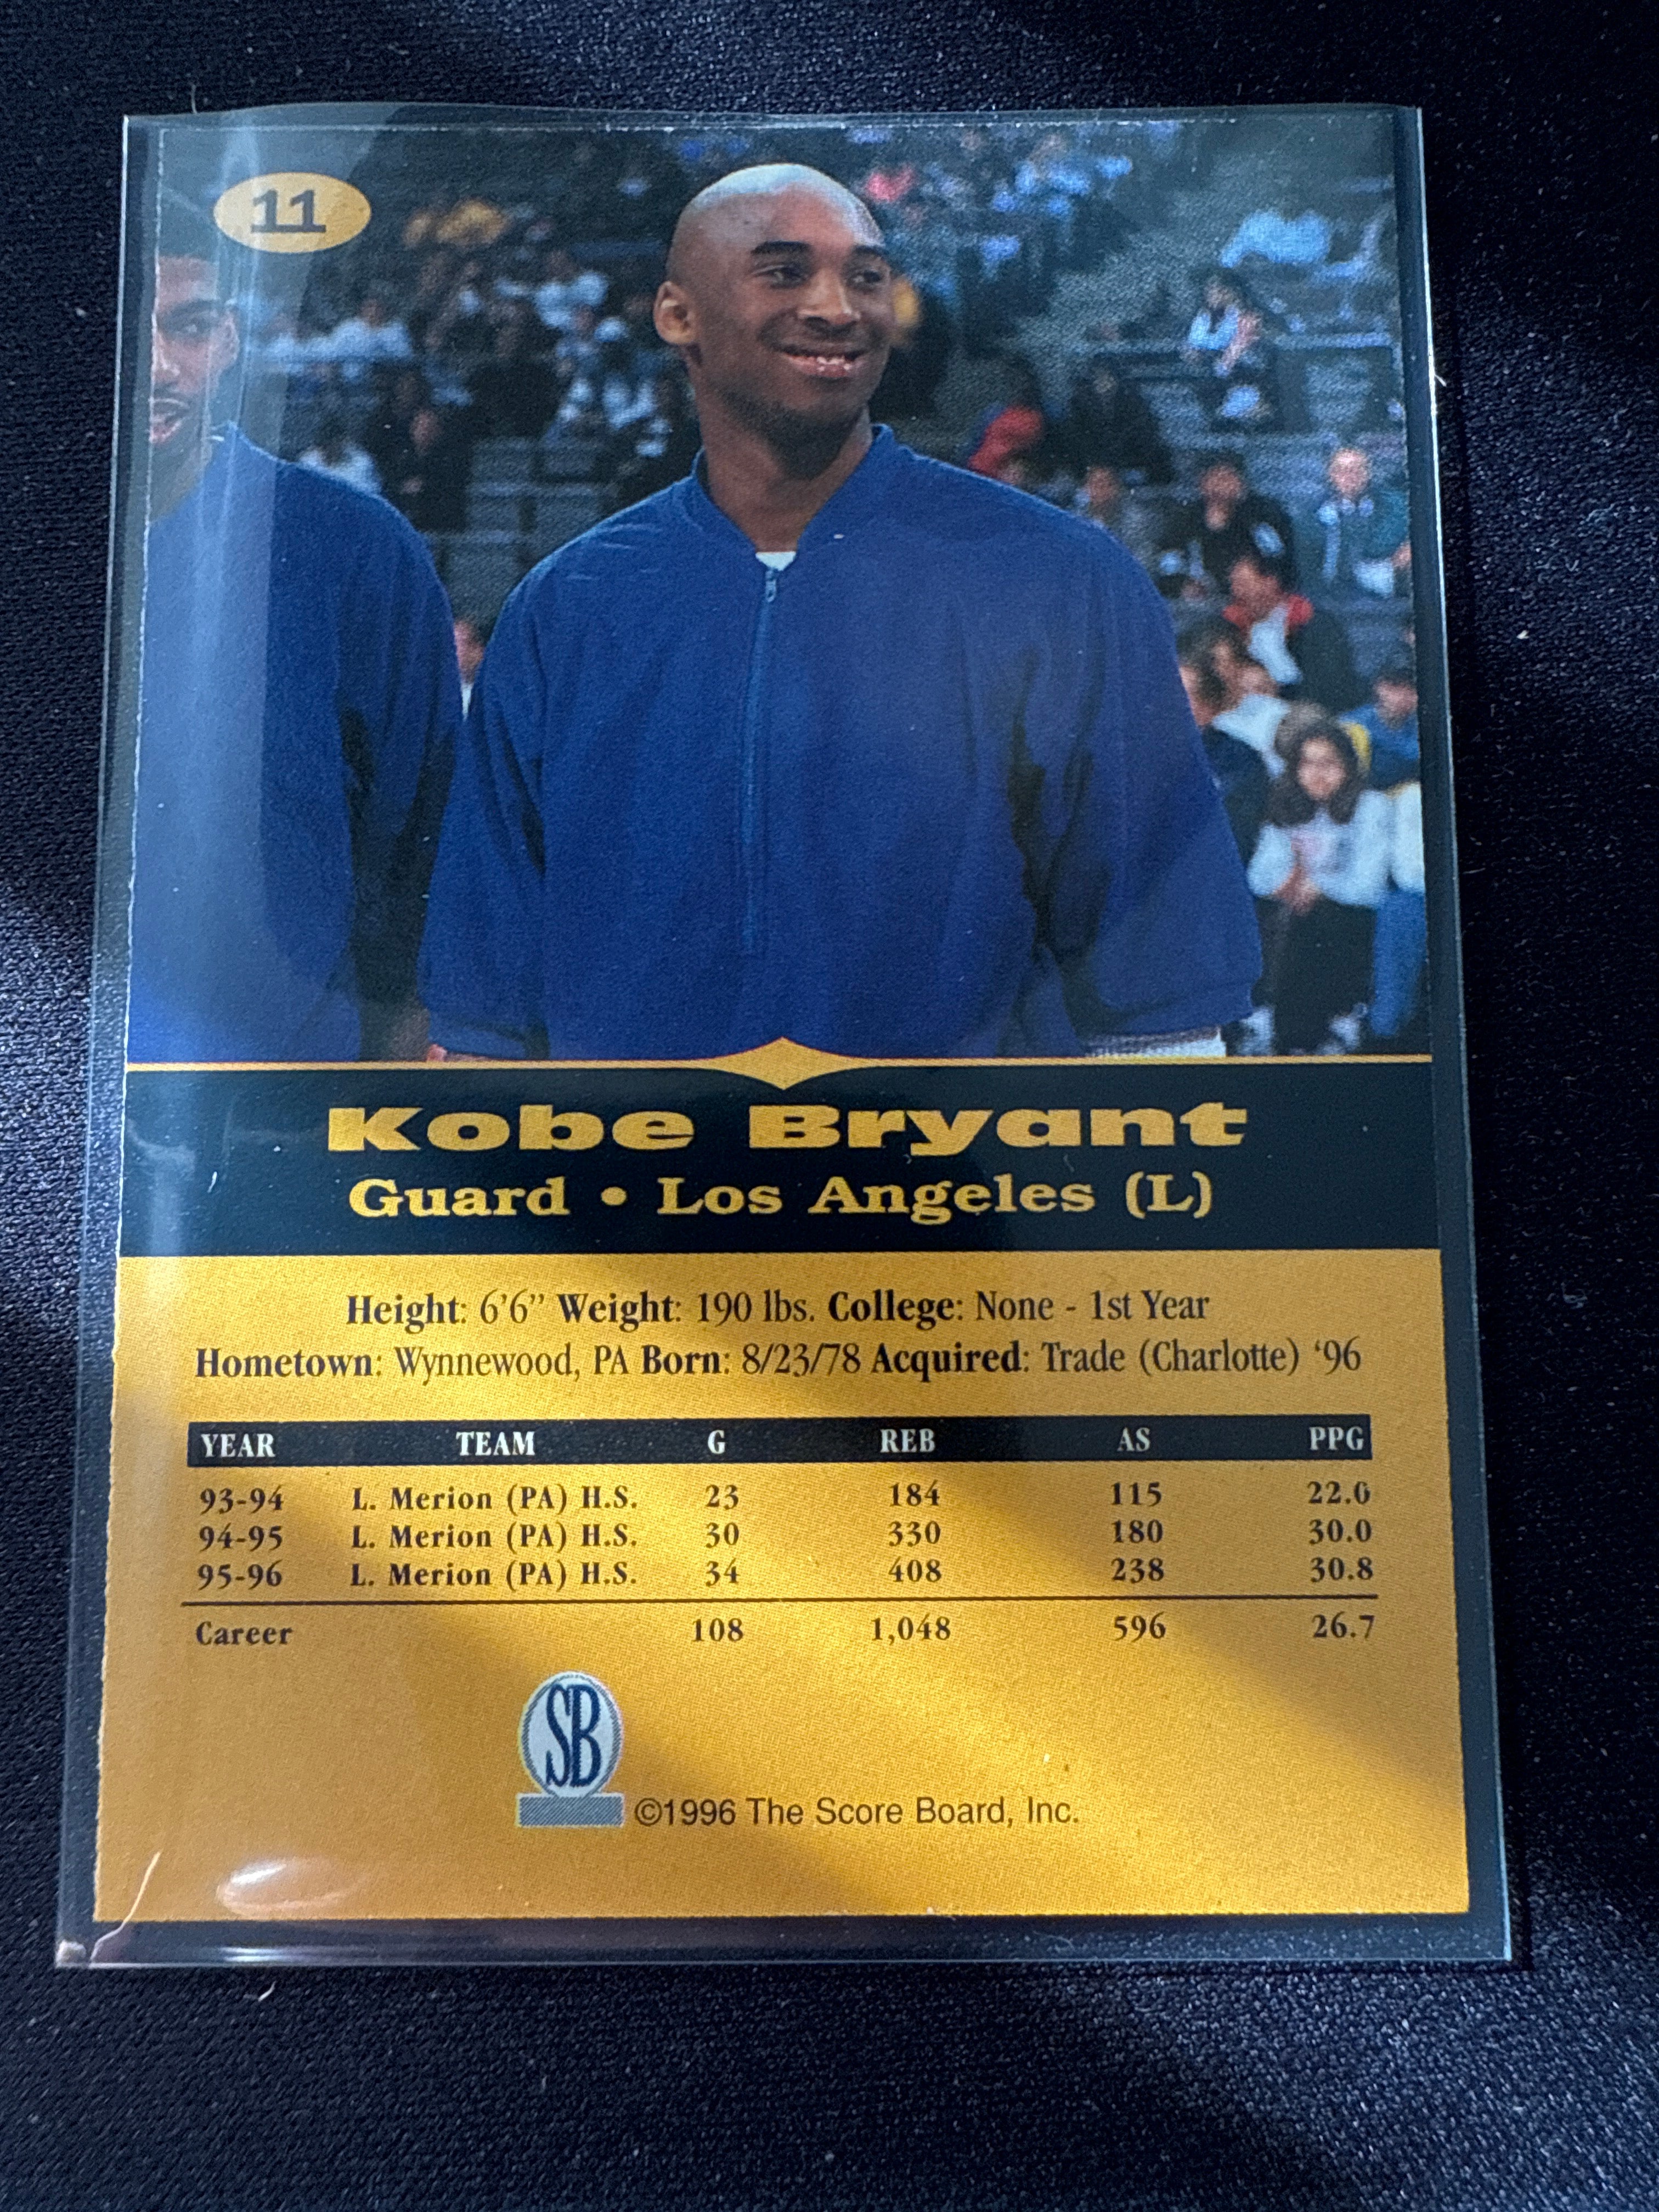 11
Kobe Bryant
Guard • Los Angeles (L)
Height: 6'6" Weight: 190 lbs. College: None - 1st Year
Hometown: Wynnewood, PA Born: 8/23/78 Acquired: Trade (Charlotte) '96
YEAR TEAM G REB AS PPG
93-94 L. Merion (PA) H.S. 23 184 115 22.0
94-95 L. Merion (PA) H.S. 30 330 180 30.0
95-96 L. Merion (PA) H.S. 34 408 238 30.8
Career 108 1,048 596 26.7
SB
©1996 The Score Board, Inc.